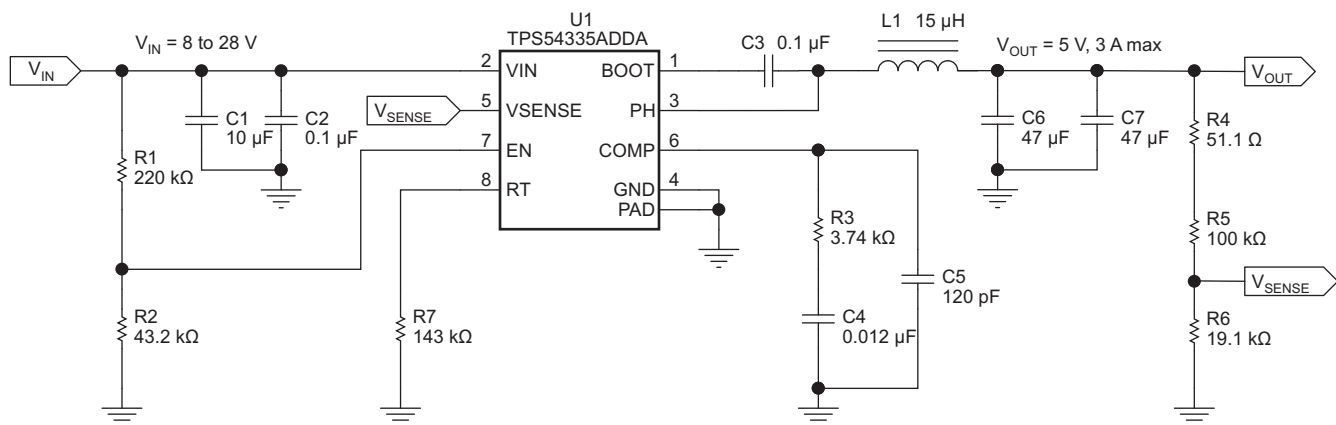 U1
TPS54335ADDA
V_IN = 8 to 28 V
V_IN
2 VIN
5 VSENSE
7 EN
8 RT
BOOT 1
PH 3
COMP 6
GND 4
PAD
V_SENSE
C1
10 µF
C2
0.1 µF
R1
220 kΩ
R2
43.2 kΩ
R7
143 kΩ
C3 0.1 µF
L1 15 µH
V_OUT = 5 V, 3 A max
V_OUT
C6
47 µF
C7
47 µF
R4
51.1 Ω
R3
3.74 kΩ
C4
0.012 µF
C5
120 pF
R5
100 kΩ
V_SENSE
R6
19.1 kΩ